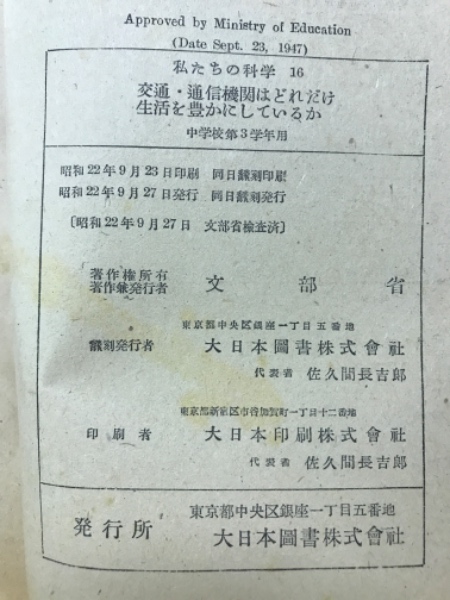 Approved by Ministry of Education
(Date Sept. 23, 1947)
私たちの科学 16
交通・通信機関はどれだけ
生活を豊かにしているか
中学校第3学年用
昭和22年9月23日印刷 同日飜刻印刷
昭和22年9月27日発行 同日飜刻発行
〔昭和22年9月27日 文部省検査済〕
著作権所有
著作兼発行者 文部省
東京都中央区銀座一丁目五番地
飜刻発行者 大日本圖書株式會社
代表者 佐久間長吉郎
東京都新宿区市谷加賀町一丁目十二番地
印刷者 大日本印刷株式會社
代表者 佐久間長吉郎
東京都中央区銀座一丁目五番地
発行所 大日本圖書株式會社